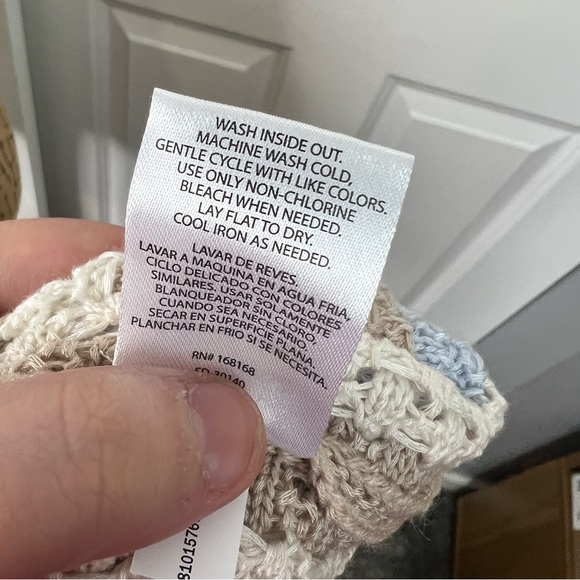 WASH INSIDE OUT.
MACHINE WASH COLD,
GENTLE CYCLE WITH LIKE COLORS.
USE ONLY NON-CHLORINE
BLEACH WHEN NEEDED.
LAY FLAT TO DRY.
COOL IRON AS NEEDED.
LAVAR DE REVES.
LAVAR A MAQUINA EN AGUA FRIA,
CICLO DELICADO CON COLORES
SIMILARES. USAR SOLAMENTE
BLANQUEADOR SIN CLORO
CUANDO SEA NECESARIO.
SECAR EN SUPERFICIE PLANA.
PLANCHAR EN FRIO SI SE NECESITA.
RN# 168168